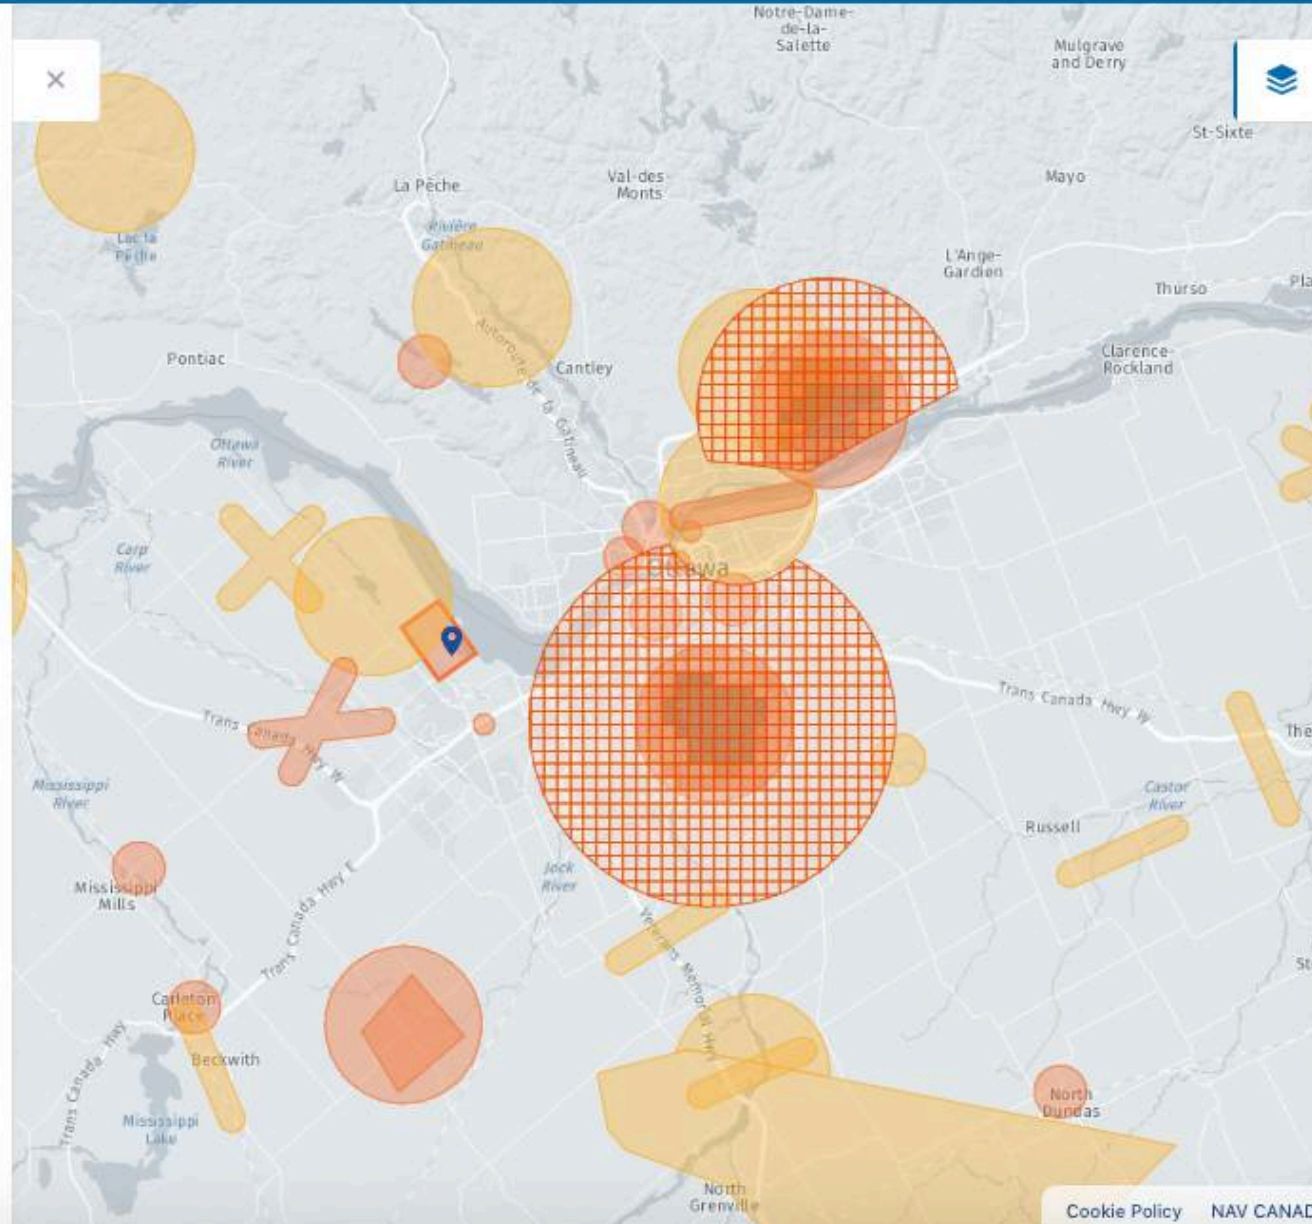 Notre-Dame-
de-la-
Salette
Mulgrave
and Derry
St-Sixte
La Pêche
Val-des-
Monts
Mayo
Rivière
Gatineau
Lac la
Pêche
L'Ange-
Gardien
Thurso
Pla
Pontiac
Autoroute de la Gatineau
Cantley
Clarence-
Rockland
Ottawa
River
Carp
River
Ottawa
Trans Canada Hwy W
Trans Canada Hwy W
The
Mississippi
River
Castor
River
Russell
Jock
River
Mississippi
Mills
Trans Canada Hwy E
Veterans Memorial Hwy
St
Carleton
Place
Beckwith
Trans Canada Hwy
Mississippi
Lake
North
Dundas
North
Grenville
Cookie Policy NAV CANAD